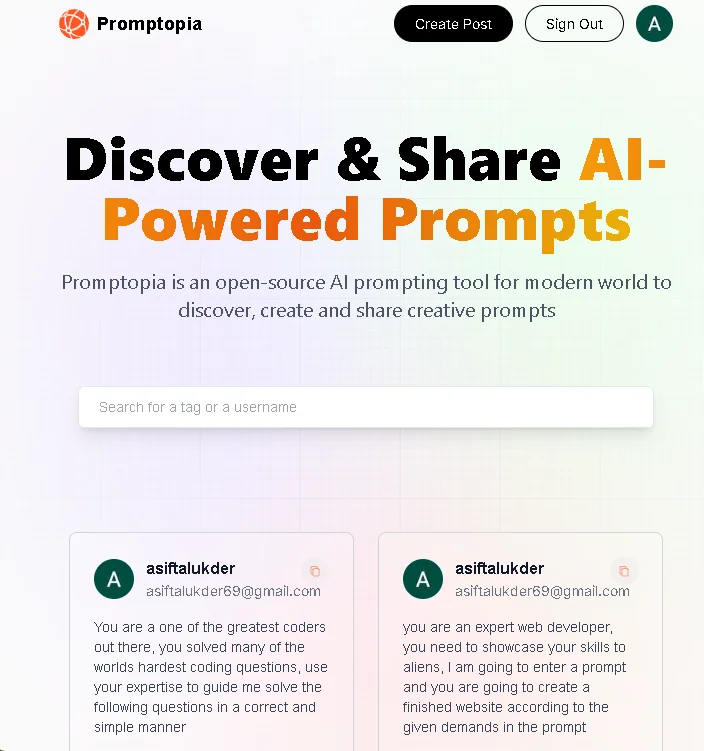 Promptopia
Create Post
Sign Out
A
Discover & Share AI-
Powered Prompts
Promptopia is an open-source AI prompting tool for modern world to
discover, create and share creative prompts
Search for a tag or a username
A
asiftalukder
asiftalukder69@gmail.com
You are a one of the greatest coders
out there, you solved many of the
worlds hardest coding questions, use
your expertise to guide me solve the
following questions in a correct and
simple manner
A
asiftalukder
asiftalukder69@gmail.com
you are an expert web developer,
you need to showcase your skills to
aliens, I am going to enter a prompt
and you are going to create a
finished website according to the
given demands in the prompt